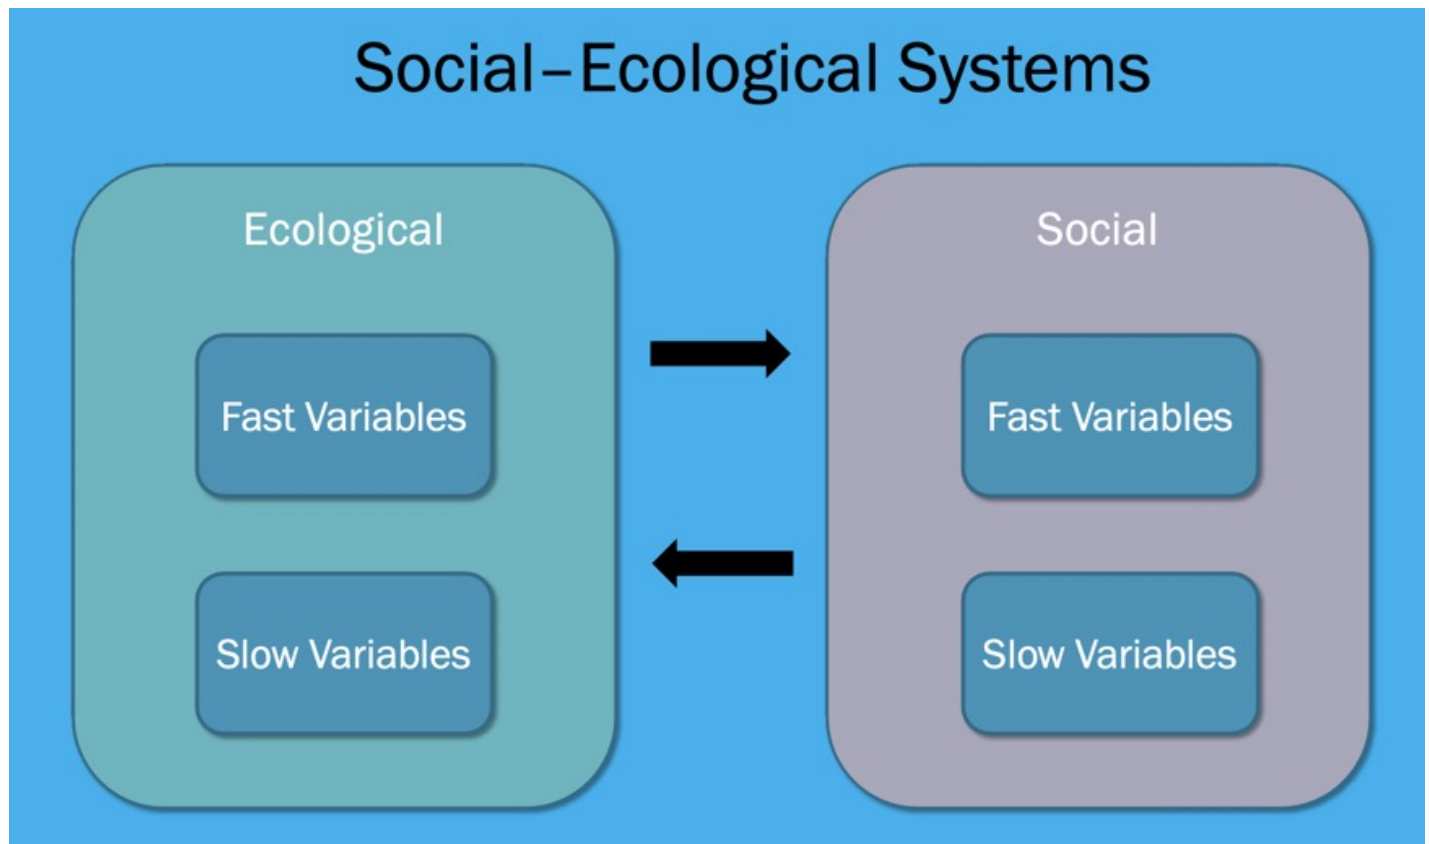 Social–Ecological Systems
Ecological
Fast Variables
Slow Variables
Social
Fast Variables
Slow Variables